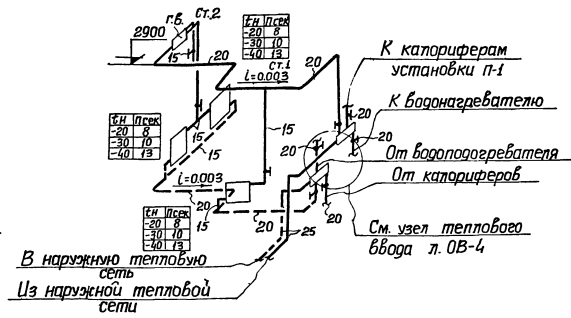 г.в.
Ст.2
2900
15
20
tн Псек
-20 8
-30 10
-40 13
Ст.1
i=0.003
20
К калориферам
установки П-1
20
К водонагревателю
20
tн Псек
-20 8
-30 10
-40 13
15
15
20
От водоподогревателя
От калориферов
i=0.003
20
15
20
20
tн Псек
-20 8
-30 10
-40 13
25
См. узел теплового
ввода л. ОВ-4
В наружную тепловую
сеть
Из наружной тепловой
сети